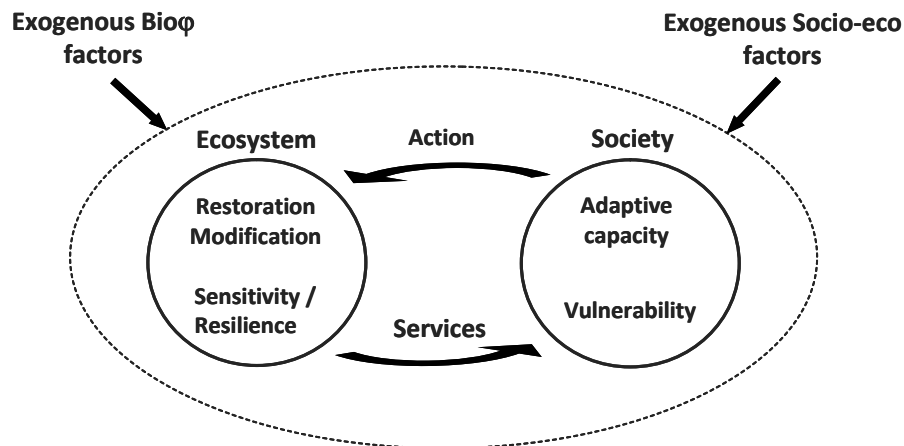 Exogenous Bioφ
factors
Exogenous Socio-eco
factors
Ecosystem
Action
Society
Restoration
Modification
Adaptive
capacity
Sensitivity /
Resilience
Vulnerability
Services